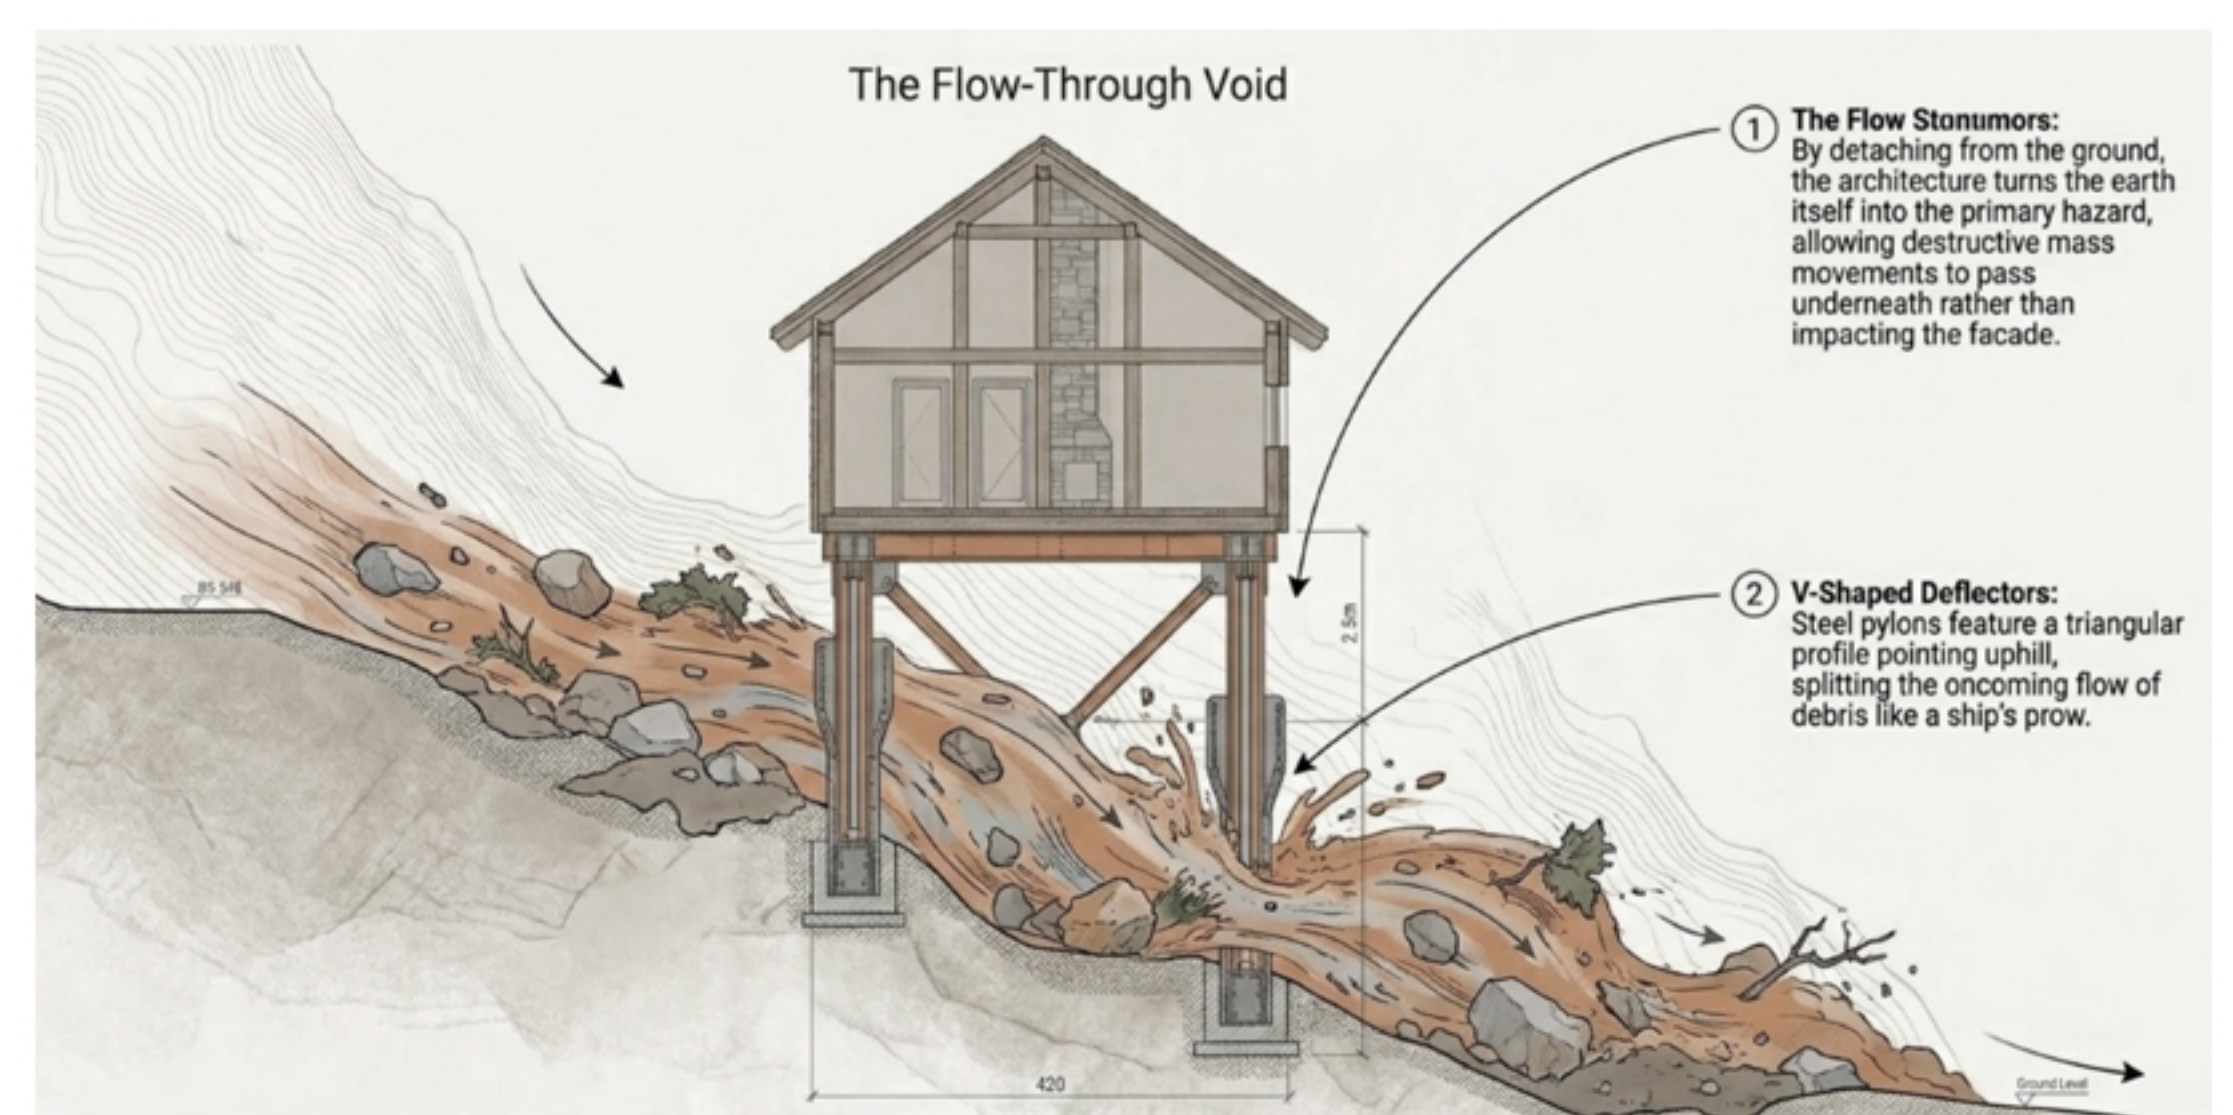 The Flow-Through Void
1
The Flow Stonumors:
By detaching from the ground,
the architecture turns the earth
itself into the primary hazard,
allowing destructive mass
movements to pass
underneath rather than
impacting the facade.
2
V-Shaped Deflectors:
Steel pylons feature a triangular
profile pointing uphill,
splitting the oncoming flow of
debris like a ship's prow.
2.5m
420
Ground Level